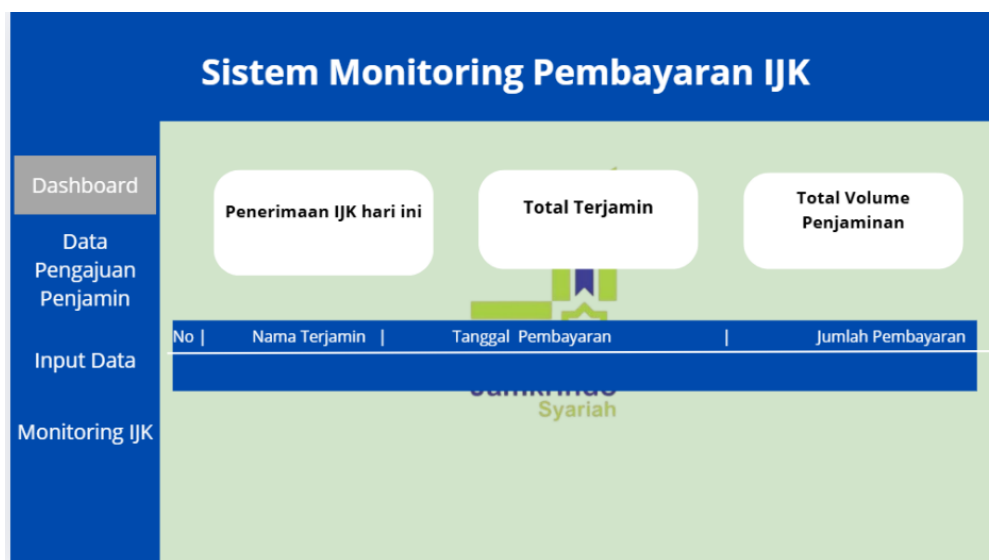 Sistem Monitoring Pembayaran IJK
Dashboard
Data
Pengajuan
Penjamin
Input Data
Monitoring IJK
Penerimaan IJK hari ini
Total Terjamin
Total Volume
Penjaminan
No | Nama Terjamin | Tanggal Pembayaran | Jumlah Pembayaran
Syariah